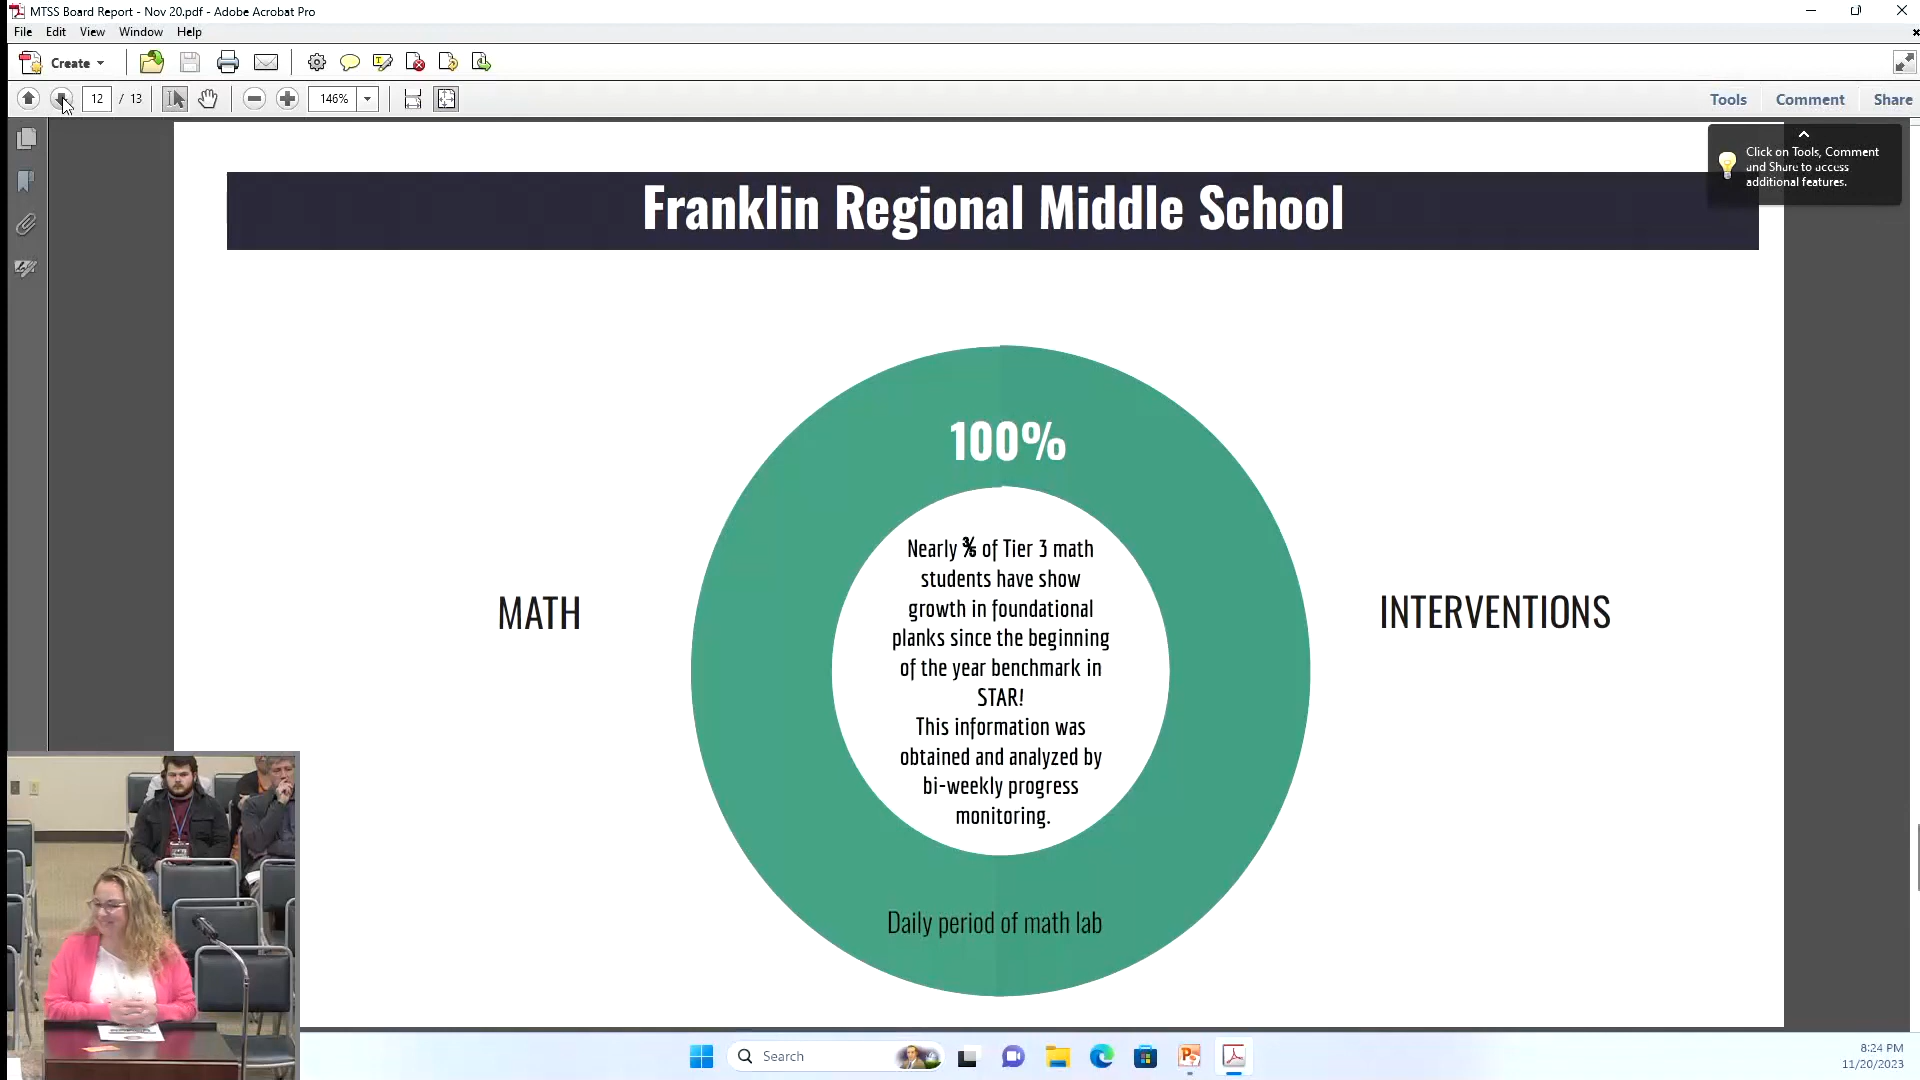 MTSS Board Report - Nov 20.pdf - Adobe Acrobat Pro
File Edit View Window Help
Create
12 / 13
146%
Tools Comment Share
Click on Tools, Comment
and Share to access
additional features.
Franklin Regional Middle School
100%
Nearly ⅗ of Tier 3 math
students have show
growth in foundational
planks since the beginning
of the year benchmark in
STAR!
This information was
obtained and analyzed by
bi-weekly progress
monitoring.
MATH
INTERVENTIONS
Daily period of math lab
Search
8:24 PM
11/20/2023